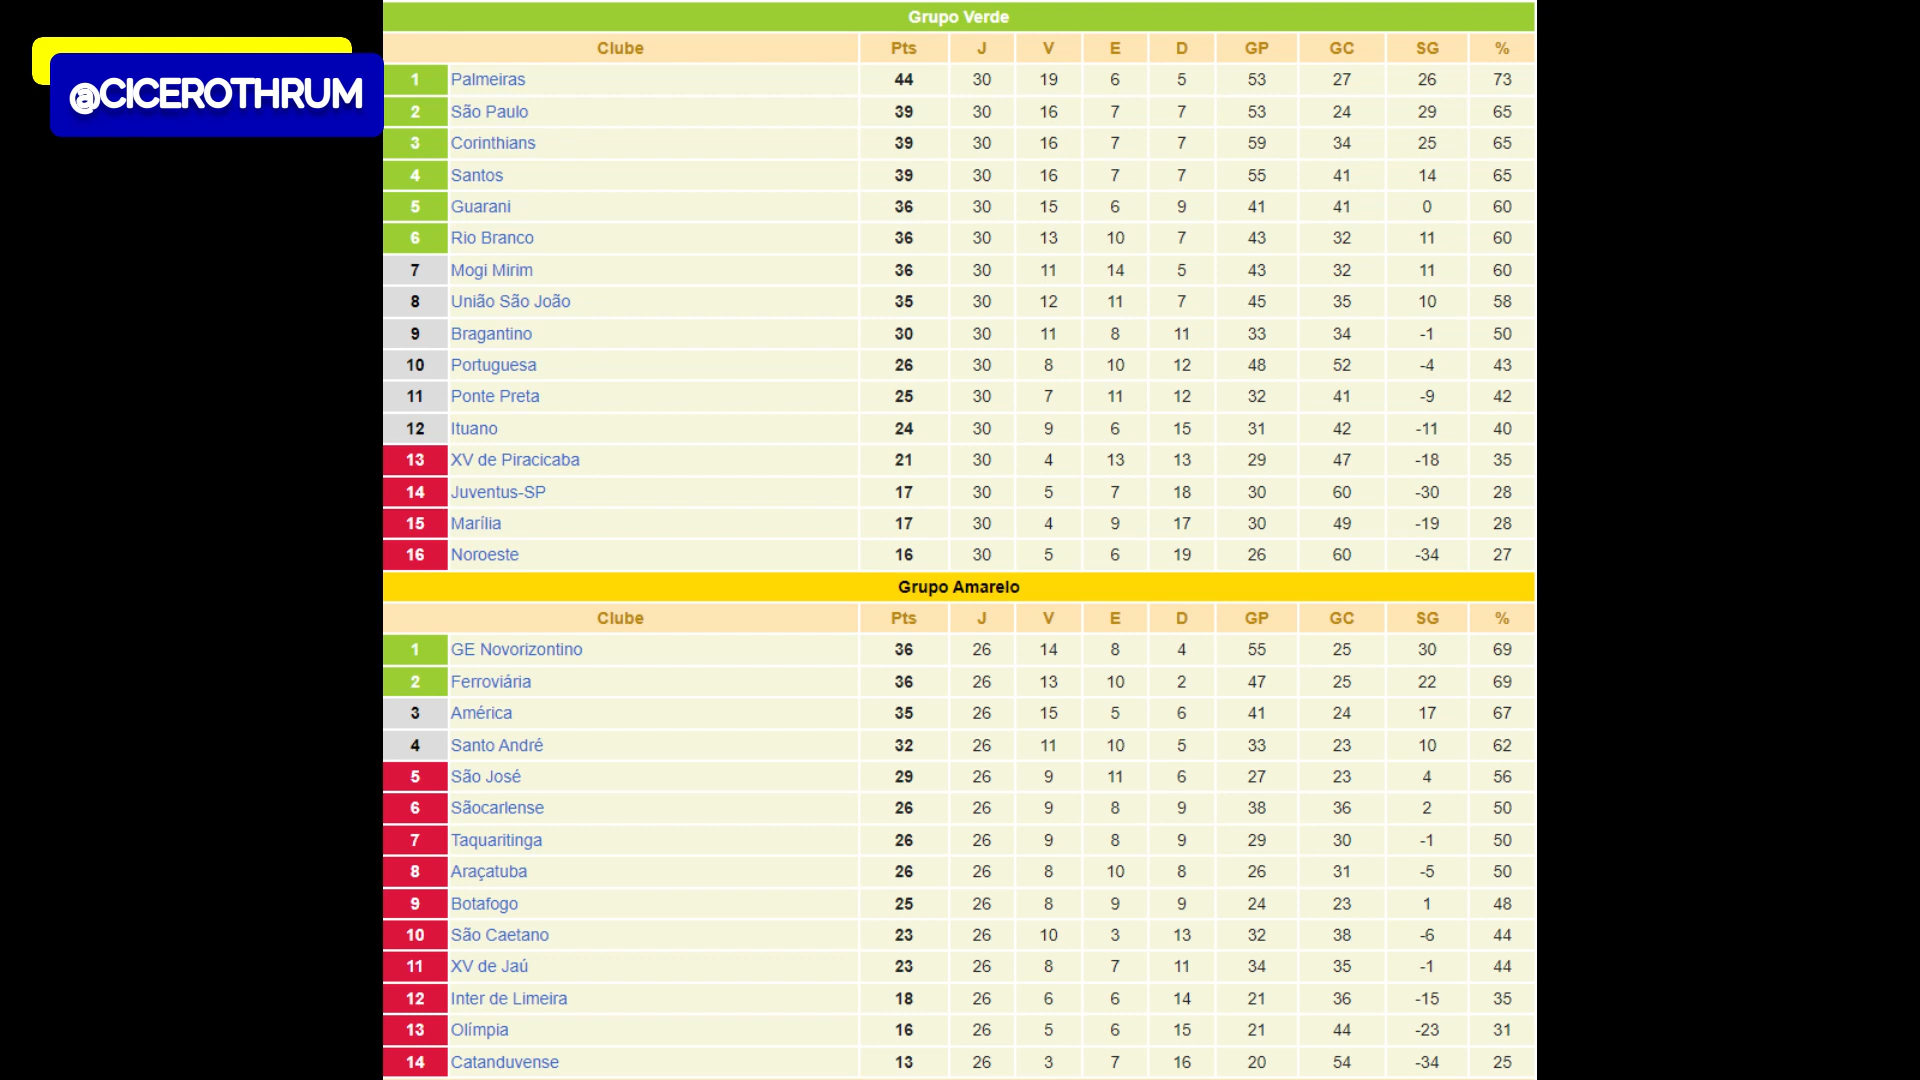 @CICEROTHRUM
Grupo Verde
Clube Pts J V E D GP GC SG %
1 Palmeiras 44 30 19 6 5 53 27 26 73
2 São Paulo 39 30 16 7 7 53 24 29 65
3 Corinthians 39 30 16 7 7 59 34 25 65
4 Santos 39 30 16 7 7 55 41 14 65
5 Guarani 36 30 15 6 9 41 41 0 60
6 Rio Branco 36 30 13 10 7 43 32 11 60
7 Mogi Mirim 36 30 11 14 5 43 32 11 60
8 União São João 35 30 12 11 7 45 35 10 58
9 Bragantino 30 30 11 8 11 33 34 -1 50
10 Portuguesa 26 30 8 10 12 48 52 -4 43
11 Ponte Preta 25 30 7 11 12 32 41 -9 42
12 Ituano 24 30 9 6 15 31 42 -11 40
13 XV de Piracicaba 21 30 4 13 13 29 47 -18 35
14 Juventus-SP 17 30 5 7 18 30 60 -30 28
15 Marília 17 30 4 9 17 30 49 -19 28
16 Noroeste 16 30 5 6 19 26 60 -34 27
Grupo Amarelo
Clube Pts J V E D GP GC SG %
1 GE Novorizontino 36 26 14 8 4 55 25 30 69
2 Ferroviária 36 26 13 10 2 47 25 22 69
3 América 35 26 15 5 6 41 24 17 67
4 Santo André 32 26 11 10 5 33 23 10 62
5 São José 29 26 9 11 6 27 23 4 56
6 Sãocarlense 26 26 9 8 9 38 36 2 50
7 Taquaritinga 26 26 9 8 9 29 30 -1 50
8 Araçatuba 26 26 8 10 8 26 31 -5 50
9 Botafogo 25 26 8 9 9 24 23 1 48
10 São Caetano 23 26 10 3 13 32 38 -6 44
11 XV de Jaú 23 26 8 7 11 34 35 -1 44
12 Inter de Limeira 18 26 6 6 14 21 36 -15 35
13 Olímpia 16 26 5 6 15 21 44 -23 31
14 Catanduvense 13 26 3 7 16 20 54 -34 25